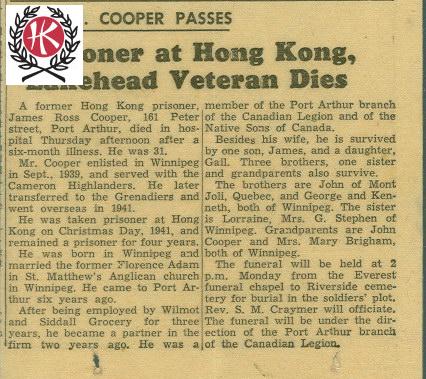 . COOPER PASSES
oner at Hong Kong,
Lakehead Veteran Dies
A former Hong Kong prisoner,
James Ross Cooper, 161 Peter
street, Port Arthur, died in hos-
pital Thursday afternoon after a
six-month illness. He was 31.
Mr. Cooper enlisted in Winnipeg
in Sept., 1939, and served with the
Cameron Highlanders. He later
transferred to the Grenadiers and
went overseas in 1941.
He was taken prisoner at Hong
Kong on Christmas Day, 1941, and
remained a prisoner for four years.
He was born in Winnipeg and
married the former Florence Adam
in St. Matthew's Anglican church
in Winnipeg. He came to Port Ar-
thur six years ago.
After being employed by Wilmot
and Siddall Grocery for three
years, he became a partner in the
firm two years ago. He was a
member of the Port Arthur branch
of the Canadian Legion and of the
Native Sons of Canada.
Besides his wife, he is survived
by one son, James, and a daughter,
Gail. Three brothers, one sister
and grandparents also survive.
The brothers are John of Mont
Joli, Quebec, and George and Ken-
neth, both of Winnipeg. The sister
is Lorraine, Mrs. G. Stephen of
Winnipeg. Grandparents are John
Cooper and Mrs. Mary Brigham,
both of Winnipeg.
The funeral will be held at 2
p.m. Monday from the Everest
funeral chapel to Riverside ceme-
tery for burial in the soldiers' plot.
Rev. S. M. Craymer will officiate.
The funeral will be under the dir-
ection of the Port Arthur branch
of the Canadian Legion.
HK